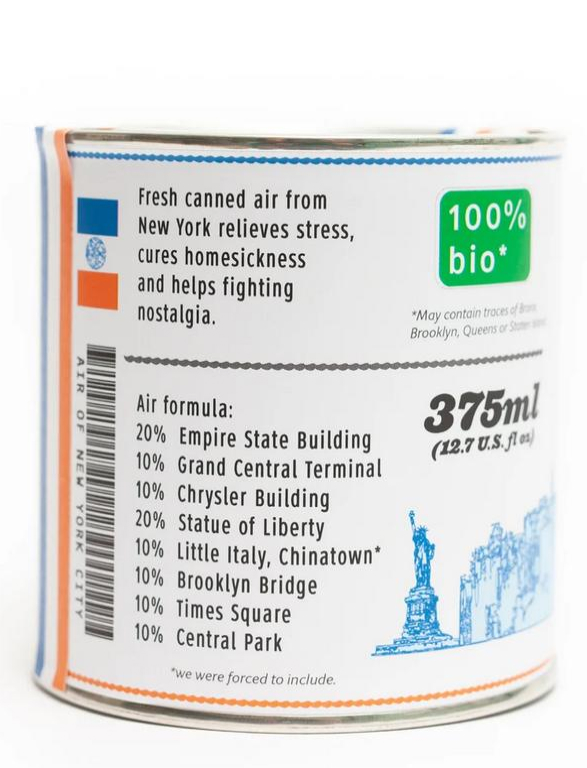 Fresh canned air from
New York relieves stress,
cures homesickness
and helps fighting
nostalgia.
100%
bio*
*May contain traces of Bronx,
Brooklyn, Queens or Staten Island.
AIR OF NEW YORK CITY
Air formula:
20% Empire State Building
10% Grand Central Terminal
10% Chrysler Building
20% Statue of Liberty
10% Little Italy, Chinatown*
10% Brooklyn Bridge
10% Times Square
10% Central Park
*we were forced to include.
375ml
(12.7 U.S. fl oz)